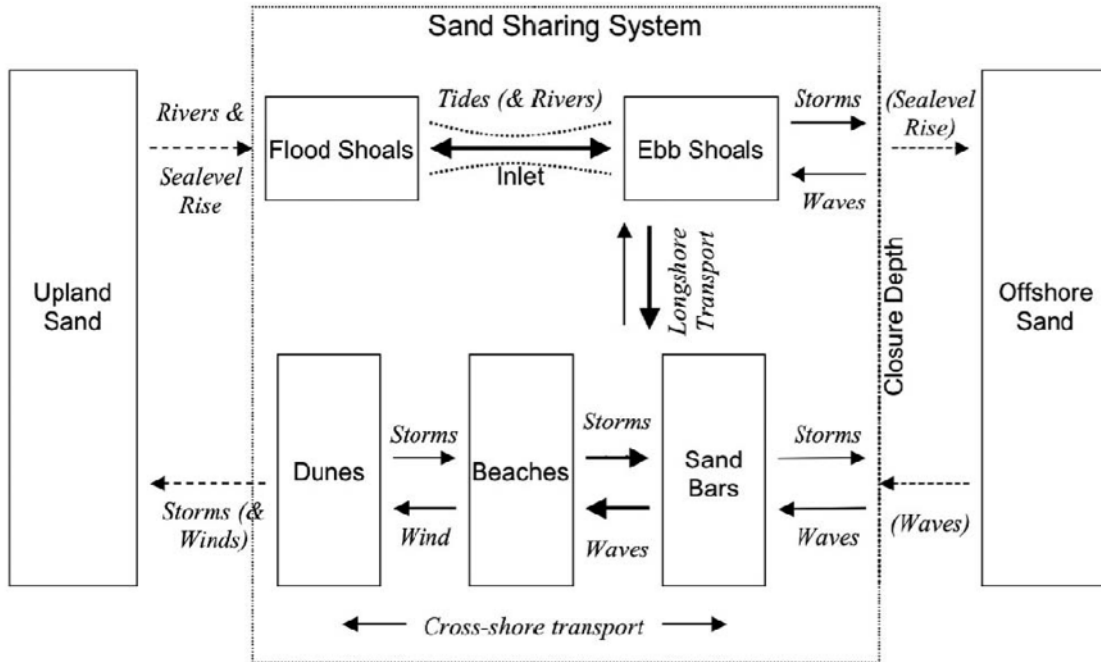 Sand Sharing System
Rivers &
Sealevel
Rise
Flood Shoals
Tides (& Rivers)
Inlet
Ebb Shoals
Storms
Waves
(Sealevel
Rise)
Longshore
Transport
Closure Depth
Upland
Sand
Offshore
Sand
Storms (&
Winds)
Dunes
Storms
Wind
Beaches
Storms
Waves
Sand
Bars
Storms
Waves
(Waves)
Cross-shore transport